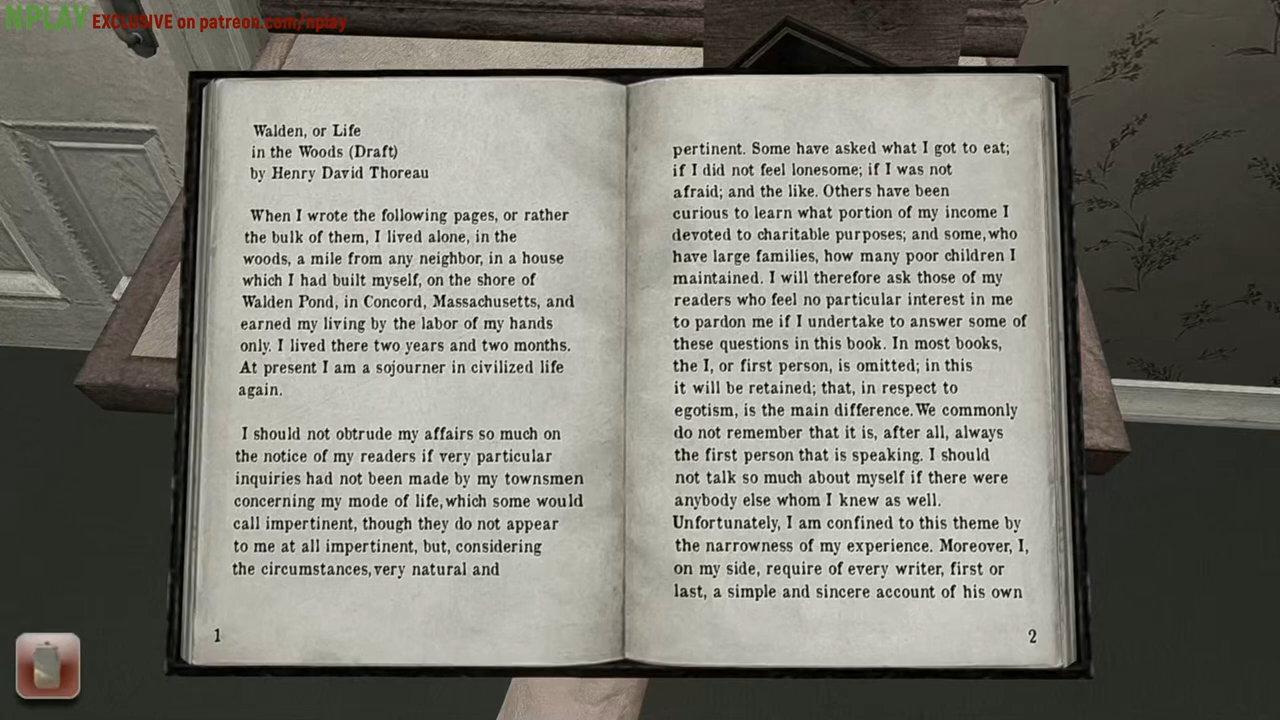 NPLAY EXCLUSIVE on patreon.com/nplay
Walden, or Life
in the Woods (Draft)
by Henry David Thoreau
When I wrote the following pages, or rather
the bulk of them, I lived alone, in the
woods, a mile from any neighbor, in a house
which I had built myself, on the shore of
Walden Pond, in Concord, Massachusetts, and
earned my living by the labor of my hands
only. I lived there two years and two months.
At present I am a sojourner in civilized life
again.
I should not obtrude my affairs so much on
the notice of my readers if very particular
inquiries had not been made by my townsmen
concerning my mode of life, which some would
call impertinent, though they do not appear
to me at all impertinent, but, considering
the circumstances, very natural and
1
pertinent. Some have asked what I got to eat;
if I did not feel lonesome; if I was not
afraid; and the like. Others have been
curious to learn what portion of my income I
devoted to charitable purposes; and some, who
have large families, how many poor children I
maintained. I will therefore ask those of my
readers who feel no particular interest in me
to pardon me if I undertake to answer some of
these questions in this book. In most books,
the I, or first person, is omitted; in this
it will be retained; that, in respect to
egotism, is the main difference. We commonly
do not remember that it is, after all, always
the first person that is speaking. I should
not talk so much about myself if there were
anybody else whom I knew as well.
Unfortunately, I am confined to this theme by
the narrowness of my experience. Moreover, I,
on my side, require of every writer, first or
last, a simple and sincere account of his own
2